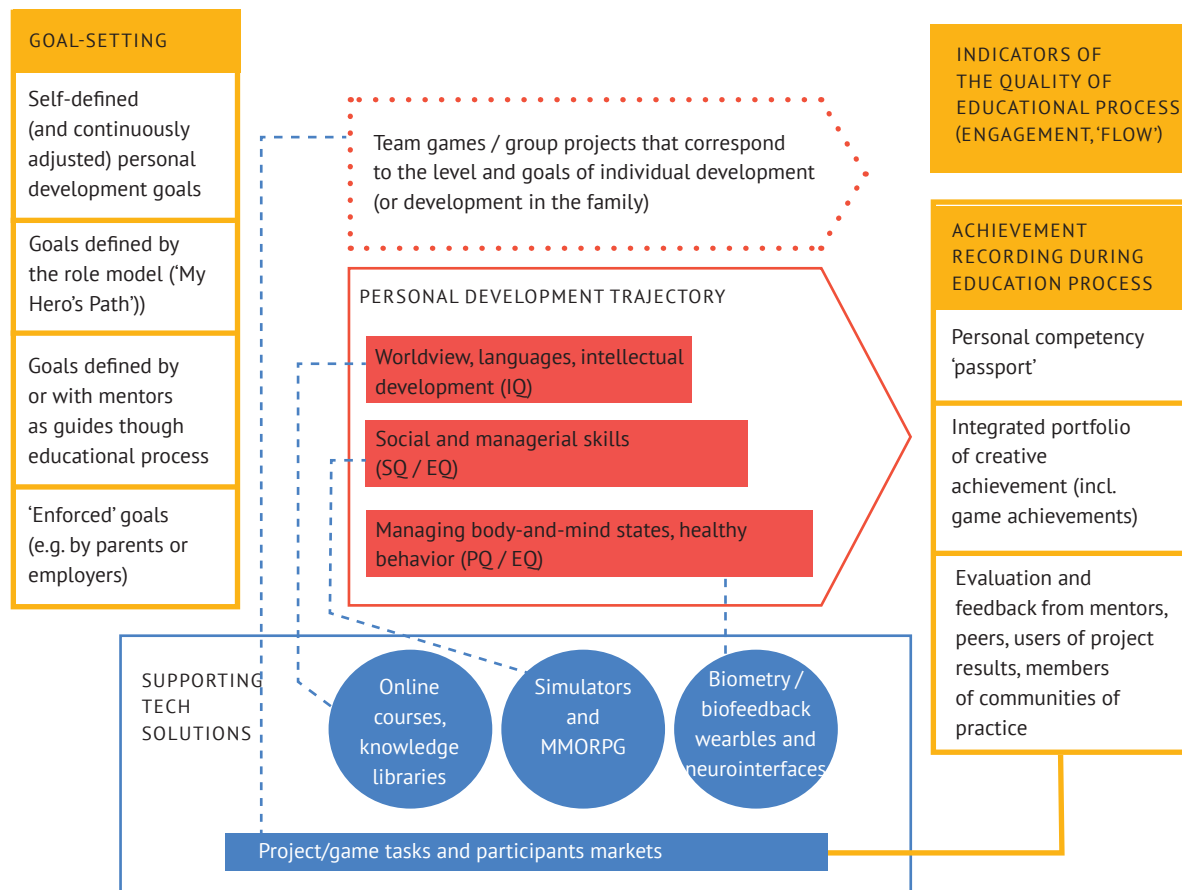 GOAL-SETTING
Self-defined
(and continuously
adjusted) personal
development goals
Goals defined by
the role model (‘My
Hero’s Path’))
Goals defined by
or with mentors
as guides though
educational process
‘Enforced’ goals
(e.g. by parents or
employers)
Team games / group projects that correspond
to the level and goals of individual development
(or development in the family)
PERSONAL DEVELOPMENT TRAJECTORY
Worldview, languages, intellectual
development (IQ)
Social and managerial skills
(SQ / EQ)
Managing body-and-mind states, healthy
behavior (PQ / EQ)
SUPPORTING
TECH
SOLUTIONS
Online
courses,
knowledge
libraries
Simulators
and
MMORPG
Biometry /
biofeedback
wearbles and
neurointerfaces
Project/game tasks and participants markets
INDICATORS OF
THE QUALITY OF
EDUCATIONAL PROCESS
(ENGAGEMENT, ‘FLOW’)
ACHIEVEMENT
RECORDING DURING
EDUCATION PROCESS
Personal competency
‘passport’
Integrated portfolio
of creative
achievement (incl.
game achievements)
Evaluation and
feedback from mentors,
peers, users of project
results, members
of communities of
practice